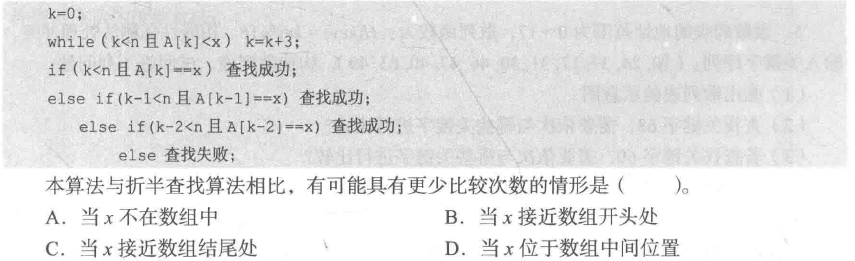 k=0;
while(k<n 且 A[k]<x) k=k+3;
if(k<n 且 A[k]==x) 查找成功;
else if(k-1<n 且 A[k-1]==x) 查找成功;
else if(k-2<n 且 A[k-2]==x) 查找成功;
else 查找失败;
本算法与折半查找算法相比，有可能具有更少比较次数的情形是（ ）。
A. 当 x 不在数组中 B. 当 x 接近数组开头处
C. 当 x 接近数组结尾处 D. 当 x 位于数组中间位置